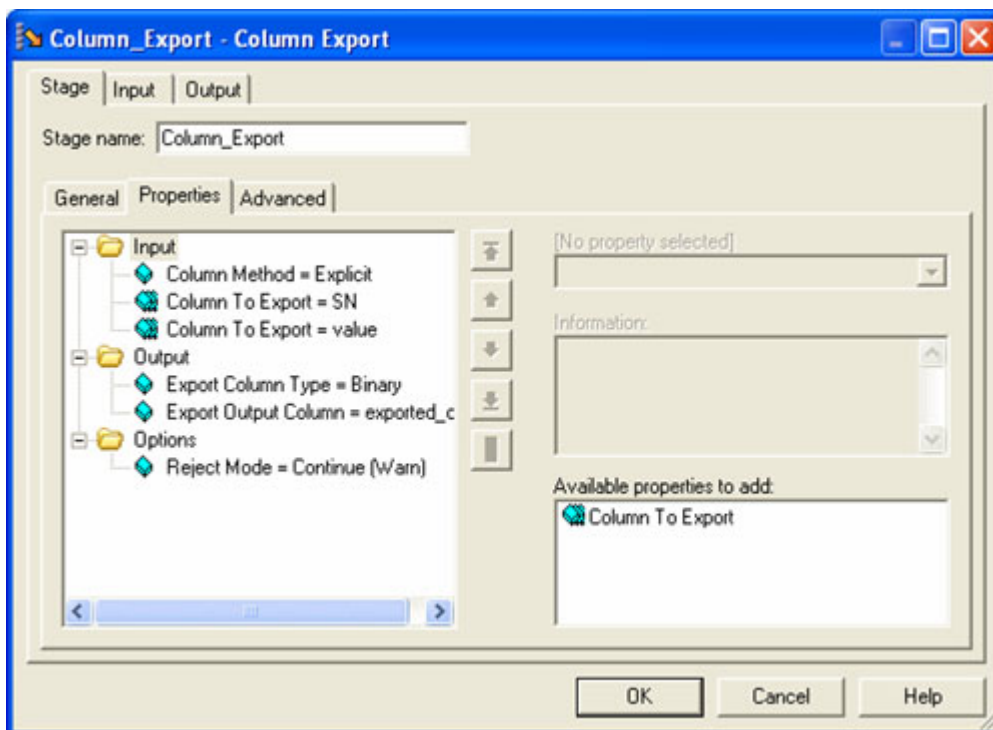 Column_Export - Column Export
Stage Input Output
Stage name: Column_Export
General Properties Advanced
Input
Column Method = Explicit
Column To Export = SN
Column To Export = value
Output
Export Column Type = Binary
Export Output Column = exported_c
Options
Reject Mode = Continue (Warn)
[No property selected]
Information:
Available properties to add:
Column To Export
OK Cancel Help